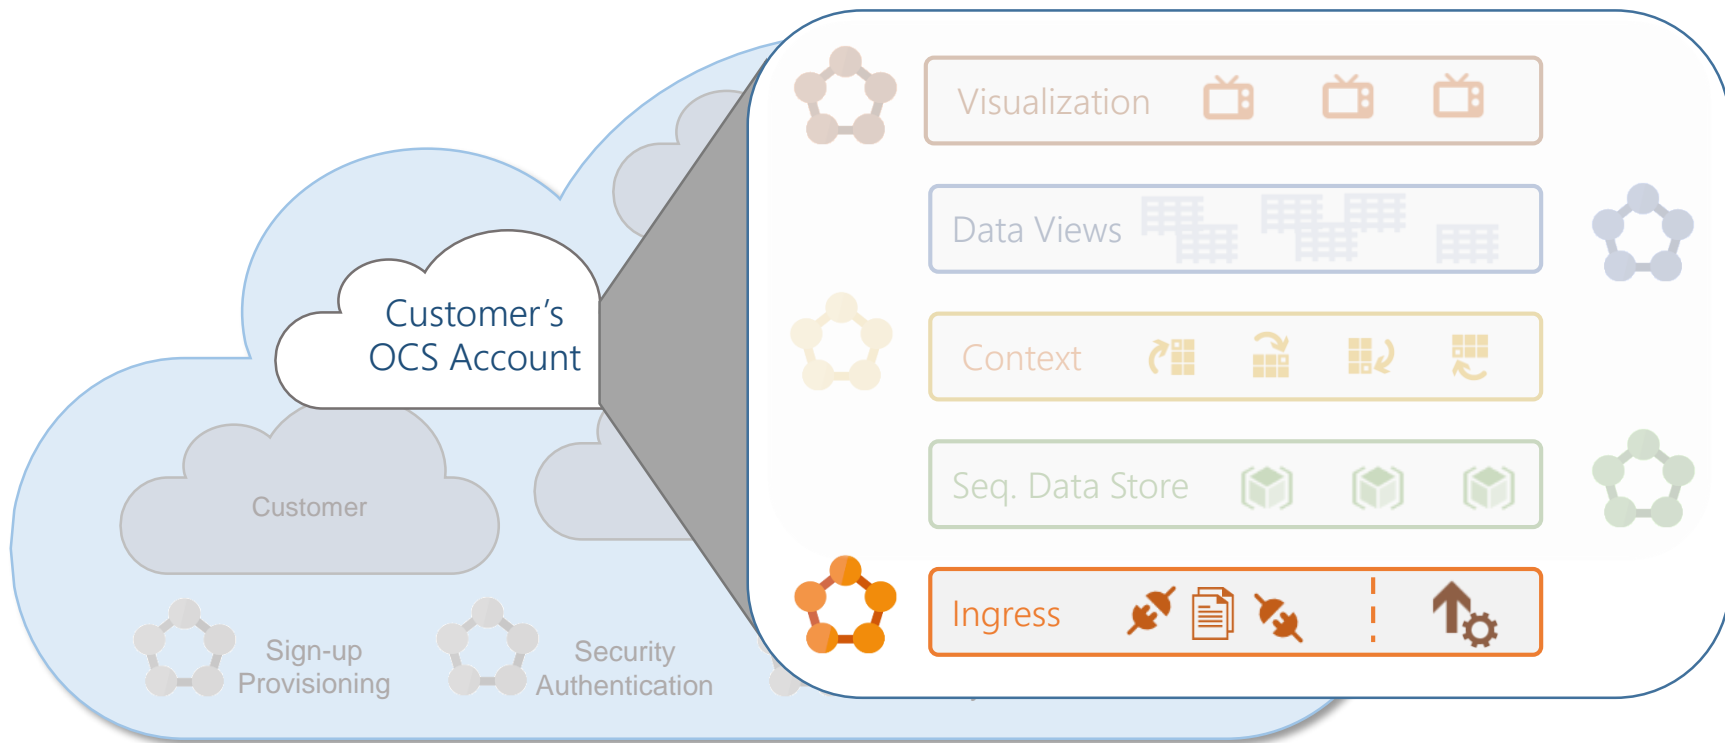 Customer's
OCS Account
Customer
Sign-up
Provisioning
Security
Authentication
Visualization
Data Views
Context
Seq. Data Store
Ingress